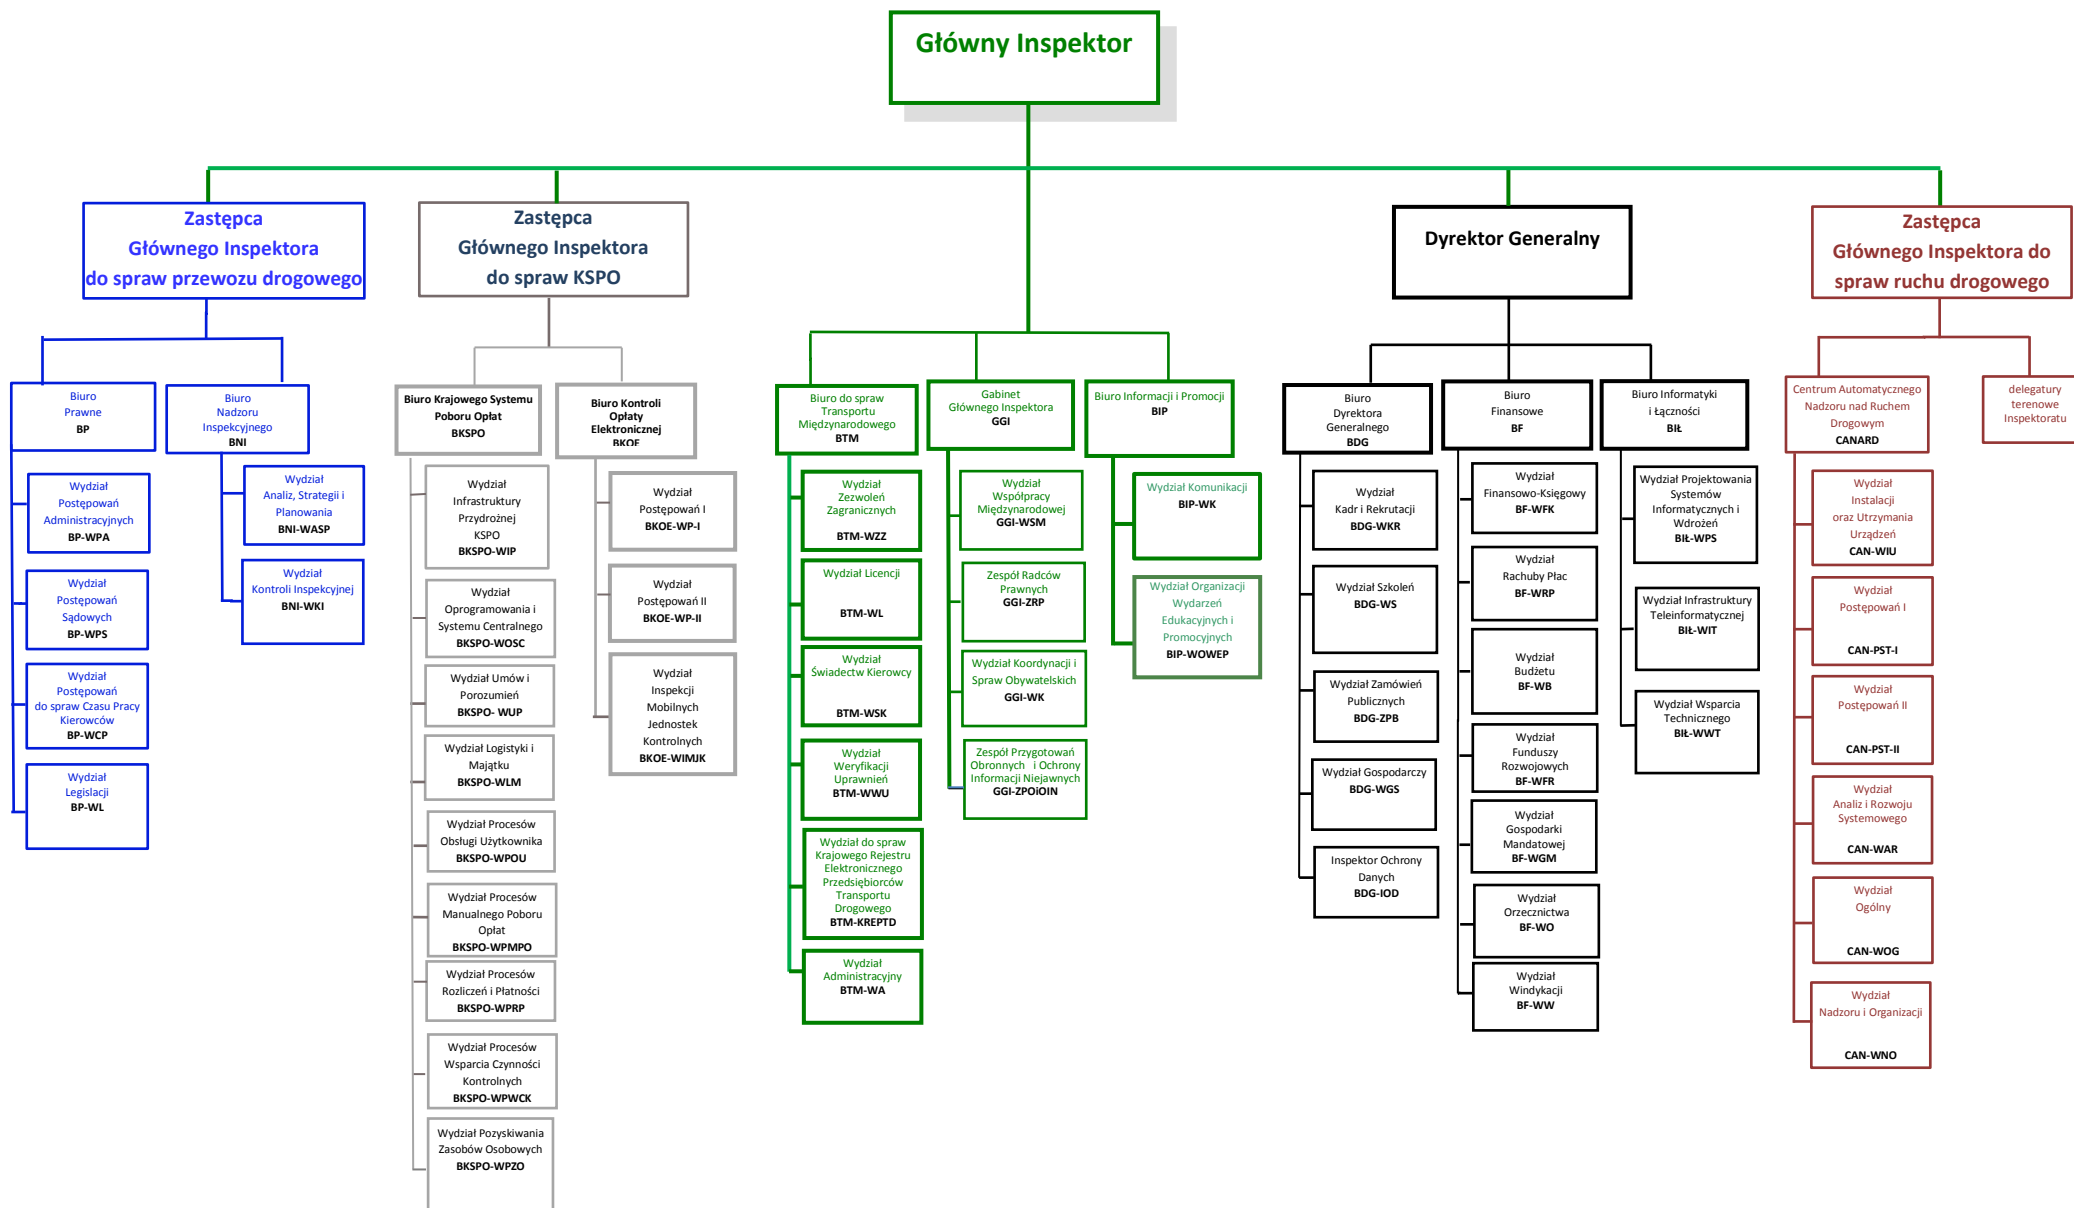 Główny Inspektor
Zastępca
Głównego Inspektora
do spraw przewozu drogowego
Zastępca
Głównego Inspektora
do spraw KSPO
Dyrektor Generalny
Zastępca
Głównego Inspektora do
spraw ruchu drogowego
Biuro
Prawne
BP
Wydział
Postępowań
Administracyjnych
BP-WPA
Wydział
Postępowań
Sądowych
BP-WPS
Wydział
Postępowań
do spraw Czasu Pracy
Kierowców
BP-WCP
Wydział
Legislacji
BP-WL
Biuro
Nadzoru
Inspekcyjnego
BNI
Wydział
Analiz, Strategii i
Planowania
BNI-WASP
Wydział
Kontroli Inspekcyjnej
BNI-WKI
Biuro Krajowego Systemu
Poboru Opłat
BKSPO
Wydział
Infrastruktury
Przydrożnej
KSPO
BKSPO-WIP
Wydział
Oprogramowania i
Systemu Centralnego
BKSPO-WOSC
Wydział Umów i
Porozumień
BKSPO- WUP
Wydział Logistyki i
Majątku
BKSPO-WLM
Wydział Procesów
Obsługi Użytkownika
BKSPO-WPOU
Wydział Procesów
Manualnego Poboru
Opłat
BKSPO-WPMPO
Wydział Procesów
Rozliczeń i Płatności
BKSPO-WPRP
Wydział Procesów
Wsparcia Czynności
Kontrolnych
BKSPO-WPWCK
Wydział Pozyskiwania
Zasobów Osobowych
BKSPO-WPZO
Biuro Kontroli
Opłaty
Elektronicznej
BKOE
Wydział
Postępowań I
BKOE-WP-I
Wydział
Postępowań II
BKOE-WP-II
Wydział
Inspekcji
Mobilnych
Jednostek
Kontrolnych
BKOE-WIMJK
Biuro do spraw
Transportu
Międzynarodowego
BTM
Wydział
Zezwoleń
Zagranicznych
BTM-WZZ
Wydział Licencji
BTM-WL
Wydział
Świadectw Kierowcy
BTM-WSK
Wydział
Weryfikacji
Uprawnień
BTM-WWU
Wydział do spraw
Krajowego Rejestru
Elektronicznego
Przedsiębiorców
Transportu
Drogowego
BTM-KREPTD
Wydział
Administracyjny
BTM-WA
Gabinet
Głównego Inspektora
GGI
Wydział
Współpracy
Międzynarodowej
GGI-WSM
Zespół Radców
Prawnych
GGI-ZRP
Wydział Koordynacji i
Spraw Obywatelskich
GGI-WK
Zespół Przygotowań
Obronnych i Ochrony
Informacji Niejawnych
GGI-ZPOiOIN
Biuro Informacji i Promocji
BIP
Wydział Komunikacji
BIP-WK
Wydział Organizacji
Wydarzeń
Edukacyjnych i
Promocyjnych
BIP-WOWEP
Biuro
Dyrektora
Generalnego
BDG
Wydział
Kadr i Rekrutacji
BDG-WKR
Wydział Szkoleń
BDG-WS
Wydział Zamówień
Publicznych
BDG-ZPB
Wydział Gospodarczy
BDG-WGS
Inspektor Ochrony
Danych
BDG-IOD
Biuro
Finansowe
BF
Wydział
Finansowo-Księgowy
BF-WFK
Wydział
Rachuby Płac
BF-WRP
Wydział
Budżetu
BF-WB
Wydział
Funduszy
Rozwojowych
BF-WFR
Wydział
Gospodarki
Mandatowej
BF-WGM
Wydział
Orzecznictwa
BF-WO
Wydział
Windykacji
BF-WW
Biuro Informatyki
i Łączności
BIŁ
Wydział Projektowania
Systemów
Informatycznych i
Wdrożeń
BIŁ-WPS
Wydział Infrastruktury
Teleinformatycznej
BIŁ-WIT
Wydział Wsparcia
Technicznego
BIŁ-WWT
Centrum Automatycznego
Nadzoru nad Ruchem
Drogowym
CANARD
Wydział
Instalacji
oraz Utrzymania
Urządzeń
CAN-WIU
Wydział
Postępowań I
CAN-PST-I
Wydział
Postępowań II
CAN-PST-II
Wydział
Analiz i Rozwoju
Systemowego
CAN-WAR
Wydział
Ogólny
CAN-WOG
Wydział
Nadzoru i Organizacji
CAN-WNO
delegatury
terenowe
Inspektoratu